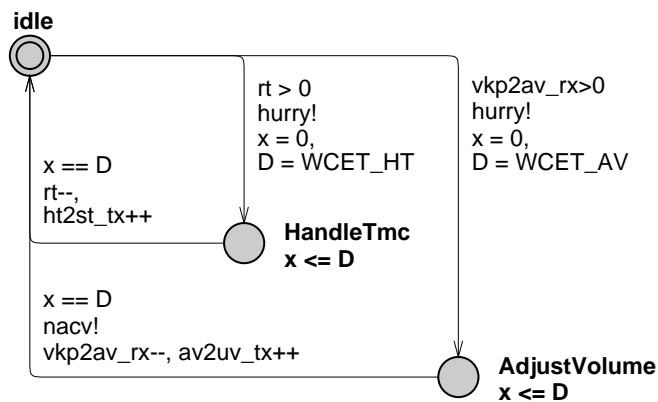 idle
rt > 0
hurry!
x = 0,
D = WCET_HT
vkp2av_rx>0
hurry!
x = 0,
D = WCET_AV
x == D
rt--,
ht2st_tx++
HandleTmc
x <= D
x == D
nacv!
vkp2av_rx--, av2uv_tx++
AdjustVolume
x <= D